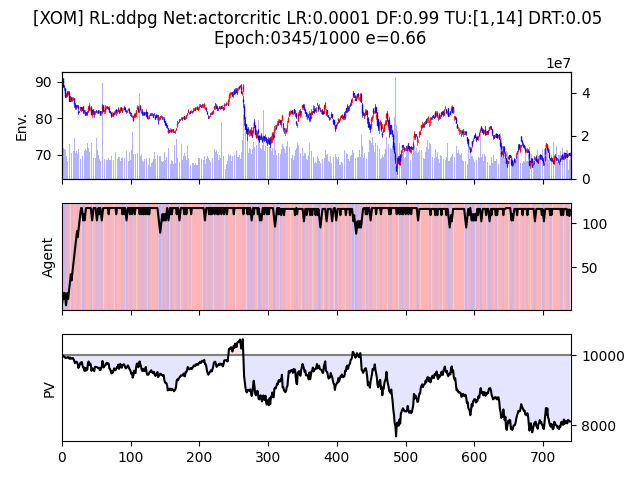 [XOM] RL:ddpg Net:actorcritic LR:0.0001 DF:0.99 TU:[1,14] DRT:0.05
Epoch:0345/1000 e=0.66
1e7
Env.
90
80
70
4
2
0
Agent
100
50
PV
10000
8000
0 100 200 300 400 500 600 700